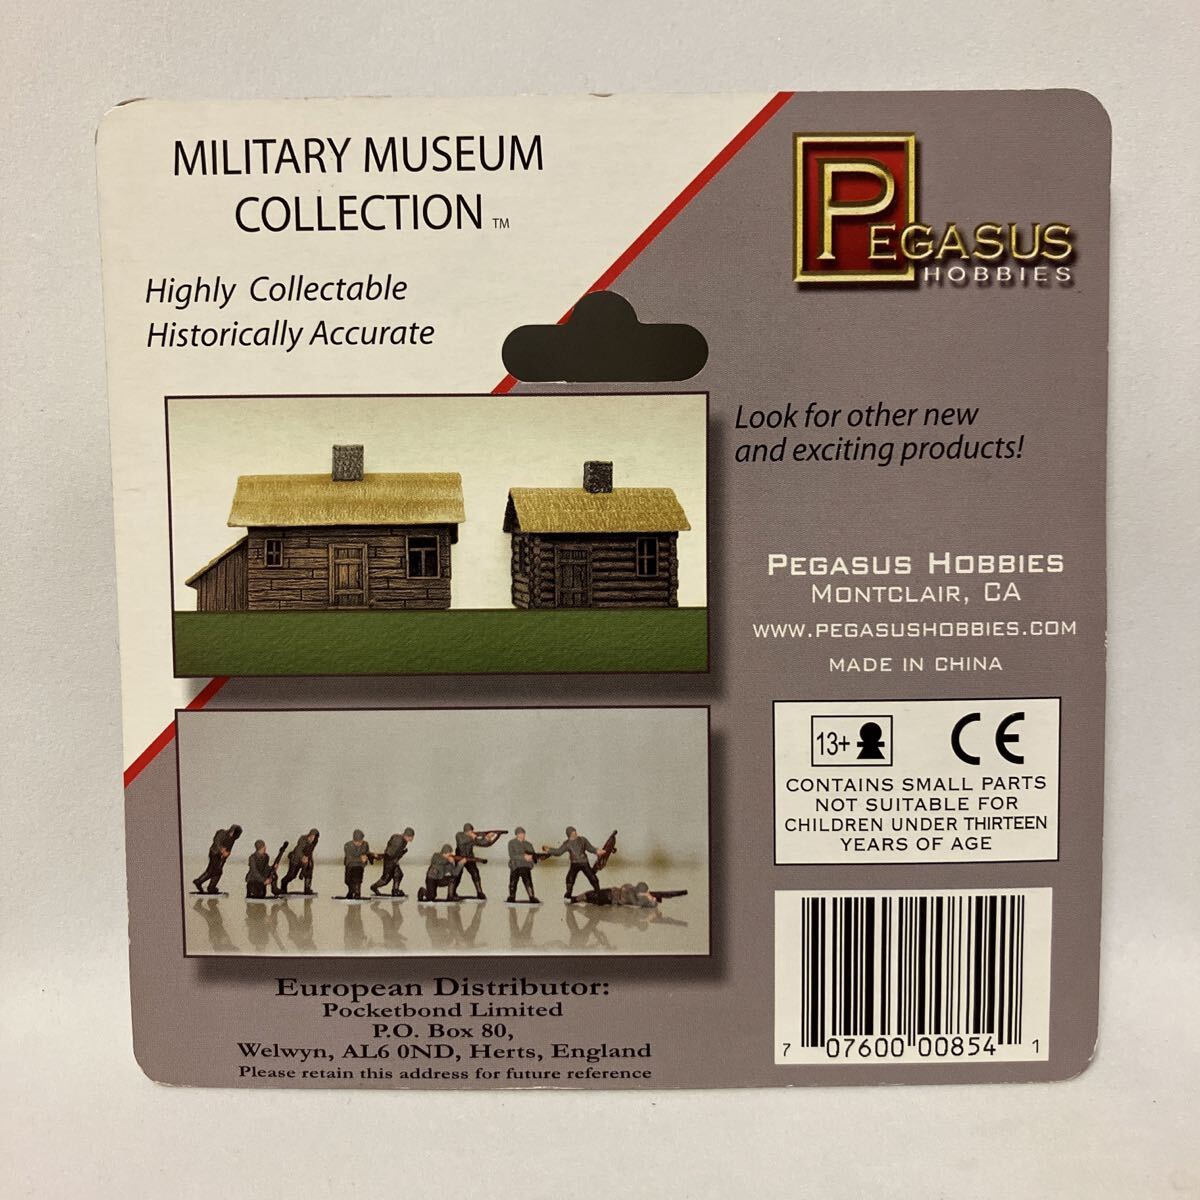 MILITARY MUSEUM
COLLECTION™
Highly Collectable
Historically Accurate
PEGASUS
HOBBIES
Look for other new
and exciting products!
PEGASUS HOBBIES
MONTCLAIR, CA
WWW.PEGASUSHOBBIES.COM
MADE IN CHINA
13+
CE
CONTAINS SMALL PARTS
NOT SUITABLE FOR
CHILDREN UNDER THIRTEEN
YEARS OF AGE
7 07600 00854 1
European Distributor:
Pocketbond Limited
P.O. Box 80,
Welwyn, AL6 0ND, Herts, England
Please retain this address for future reference